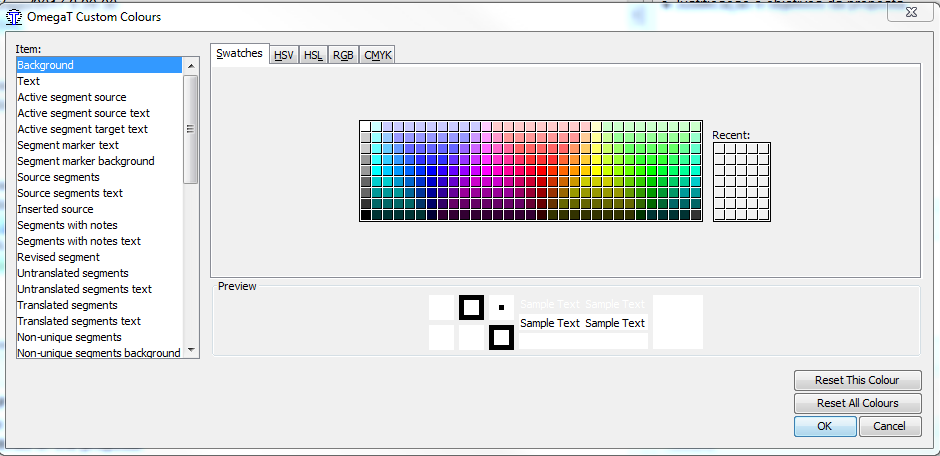 OmegaT Custom Colours
Item:
Background
Text
Active segment source
Active segment source text
Active segment target text
Segment marker text
Segment marker background
Source segments
Source segments text
Inserted source
Segments with notes
Segments with notes text
Revised segment
Untranslated segments
Untranslated segments text
Translated segments
Translated segments text
Non-unique segments
Non-unique segments background
Swatches HSV HSL RGB CMYK
Recent:
Preview
Sample Text Sample Text
Sample Text Sample Text
Reset This Colour
Reset All Colours
OK Cancel